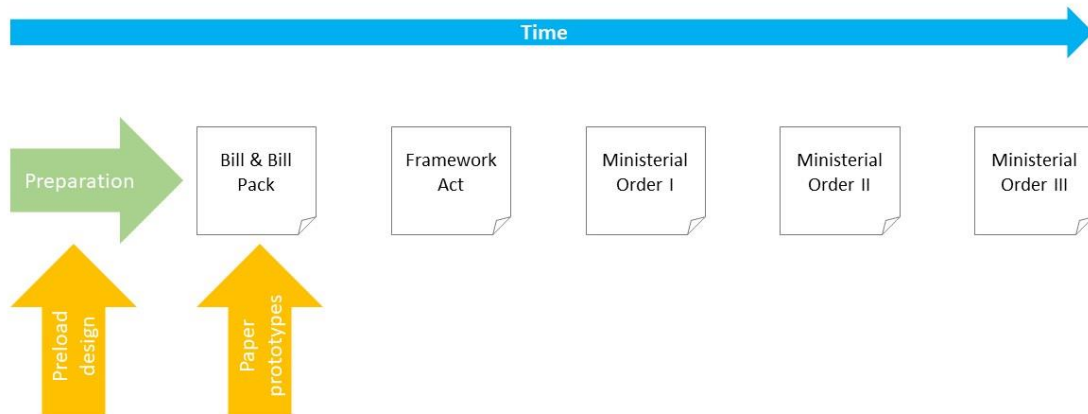 Time
Preparation
Bill & Bill
Pack
Framework
Act
Ministerial
Order I
Ministerial
Order II
Ministerial
Order III
Preload
design
Paper
prototypes